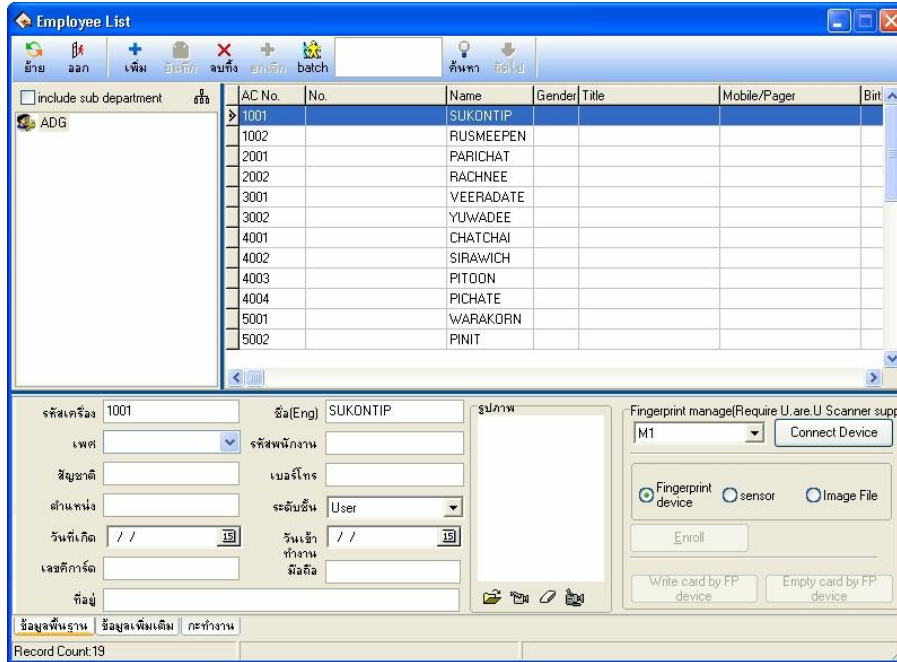 Employee List
ย้าย ออก เพิ่ม บันทึก ลบทิ้ง ยกเลิก batch ค้นหา ถัดไป
include sub department
ADG
AC No. No. Name Gender Title Mobile/Pager Birt
1001 SUKONTIP
1002 RUSMEEPEN
2001 PARICHAT
2002 RACHNEE
3001 VEERADATE
3002 YUWADEE
4001 CHATCHAI
4002 SIRAWICH
4003 PITOON
4004 PICHATE
5001 WARAKORN
5002 PINIT
รหัสเครื่อง 1001 ชื่อ(Eng) SUKONTIP รูปภาพ Fingerprint manage(Require U.are.U Scanner supp
เพศ รหัสพนักงาน M1 Connect Device
สัญชาติ เบอร์โทร
ตำแหน่ง ระดับชั้น User Fingerprint device sensor Image File
วันที่เกิด / / 15 วันเข้าทำงาน / / 15 Enroll
เลขที่การ์ด มือถือ
ที่อยู่ Write card by FP device Empty card by FP device
ข้อมูลพื้นฐาน ข้อมูลเพิ่มเติม กะทำงาน
Record Count:19